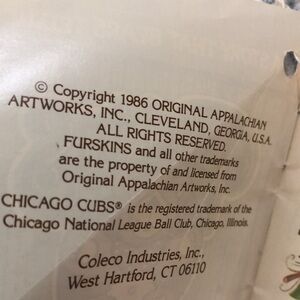 © Copyright 1986 ORIGINAL APPALACHIAN
ARTWORKS, INC., CLEVELAND, GEORGIA, U.S.A.
ALL RIGHTS RESERVED.
FURSKINS and all other trademarks
are the property of and licensed from
Original Appalachian Artworks, Inc.
CHICAGO CUBS® is the registered trademark of the
Chicago National League Ball Club, Chicago, Illinois.
Coleco Industries, Inc.,
West Hartford, CT 06110